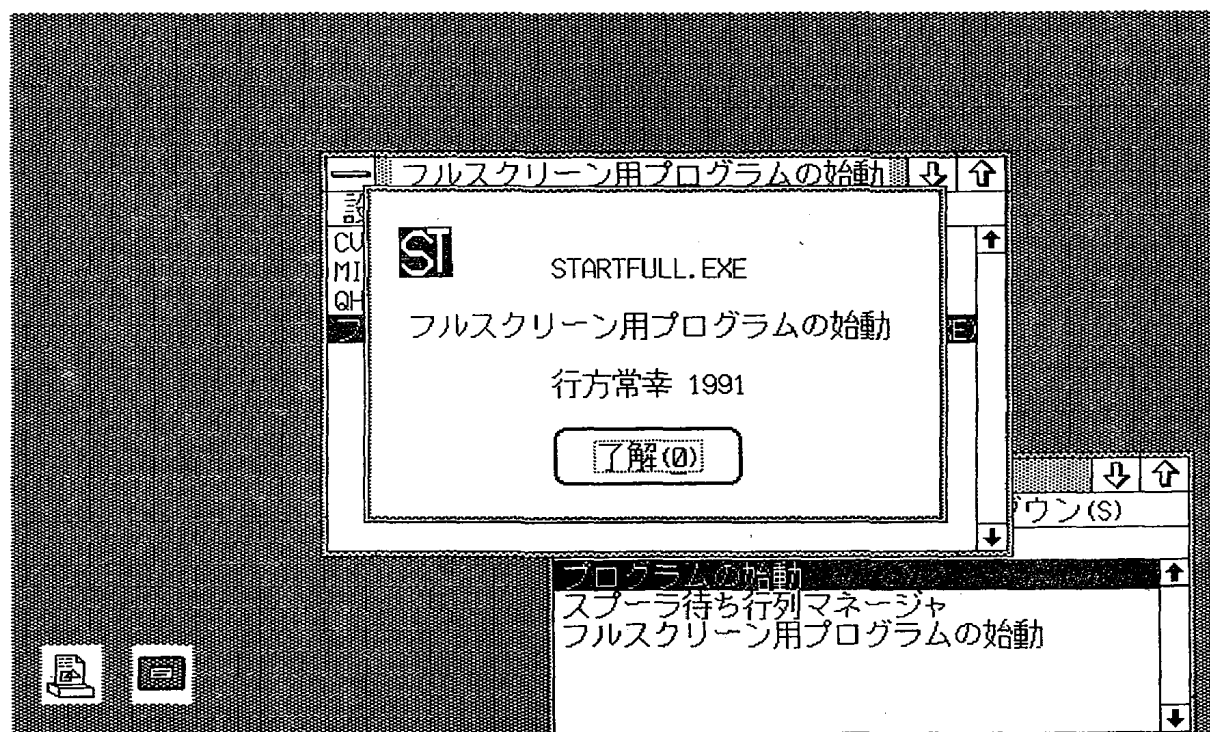 フルスクリーン用プログラムの始動
設
CU
MI
QH
ST
STARTFULL.EXE
フルスクリーン用プログラムの始動
行方常幸 1991
了解(O)
ダウン(S)
プログラムの始動
スプーラ待ち行列マネージャ
フルスクリーン用プログラムの始動